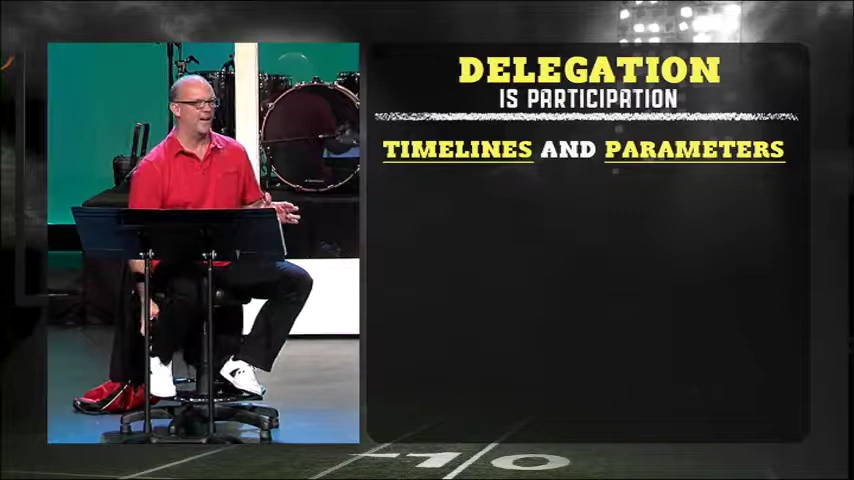 DELEGATION
IS PARTICIPATION
TIMELINES AND PARAMETERS
10